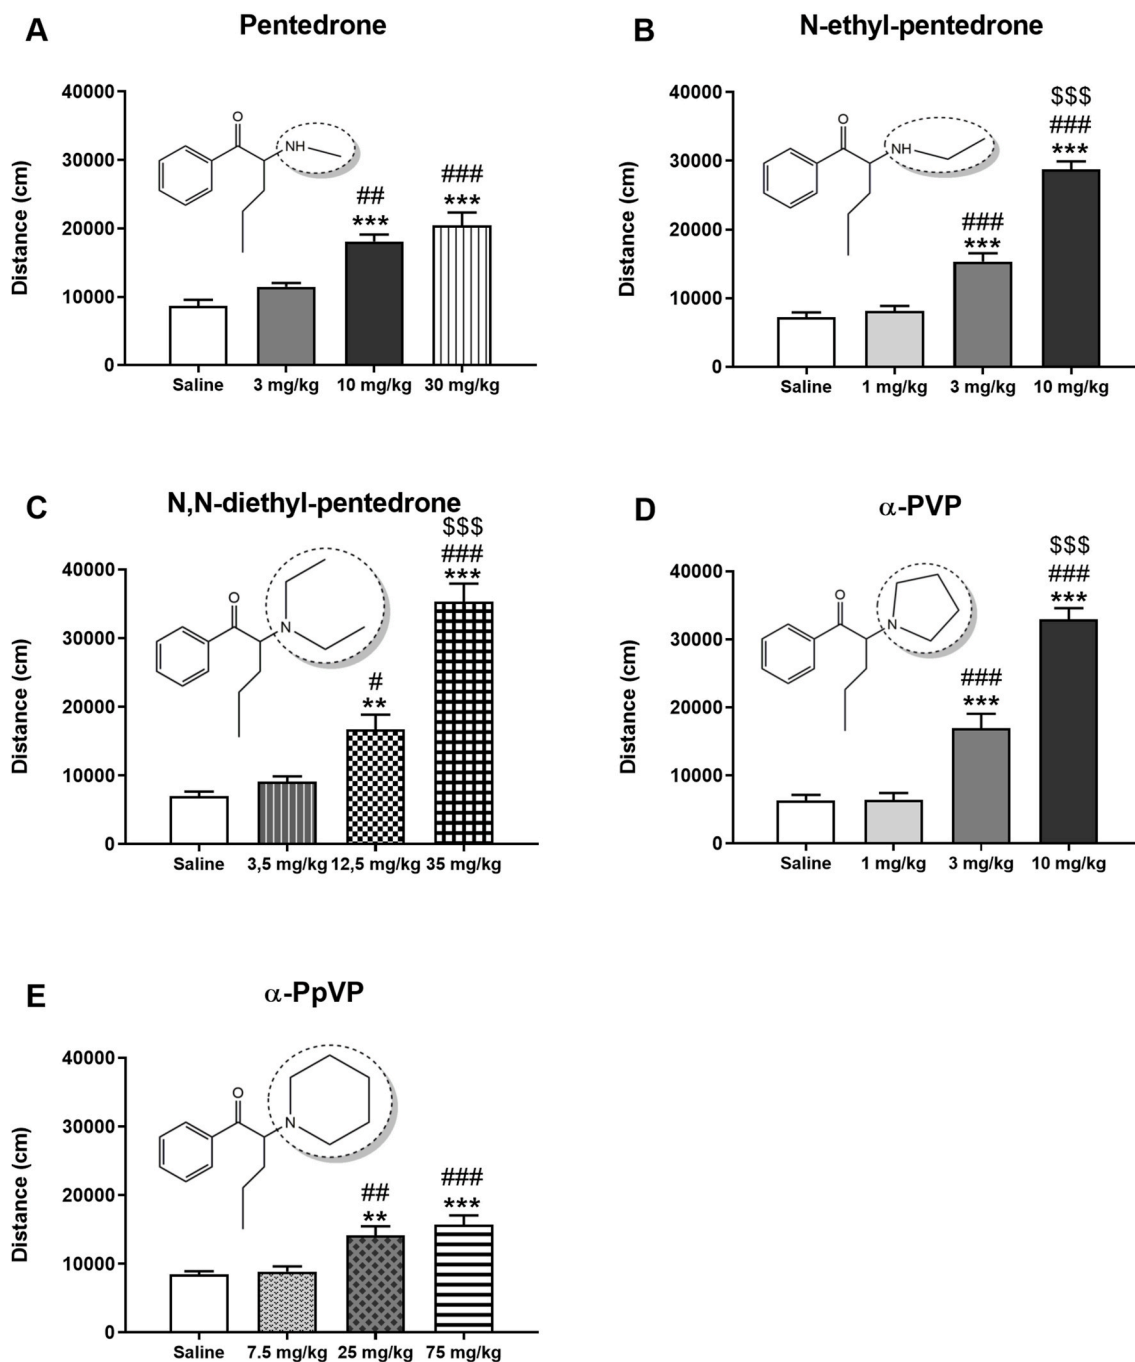 A
Pentedrone
Distance (cm)
40000
30000
20000
10000
0
O
NH
##
***
###
***
Saline 3 mg/kg 10 mg/kg 30 mg/kg
B
N-ethyl-pentedrone
Distance (cm)
40000
30000
20000
10000
0
O
NH
###
***
$$$
###
***
Saline 1 mg/kg 3 mg/kg 10 mg/kg
C
N,N-diethyl-pentedrone
Distance (cm)
40000
30000
20000
10000
0
O
N
#
**
$$$
###
***
Saline 3,5 mg/kg 12,5 mg/kg 35 mg/kg
D
α-PVP
Distance (cm)
40000
30000
20000
10000
0
O
N
###
***
$$$
###
***
Saline 1 mg/kg 3 mg/kg 10 mg/kg
E
α-PpVP
Distance (cm)
40000
30000
20000
10000
0
O
N
##
**
###
***
Saline 7.5 mg/kg 25 mg/kg 75 mg/kg